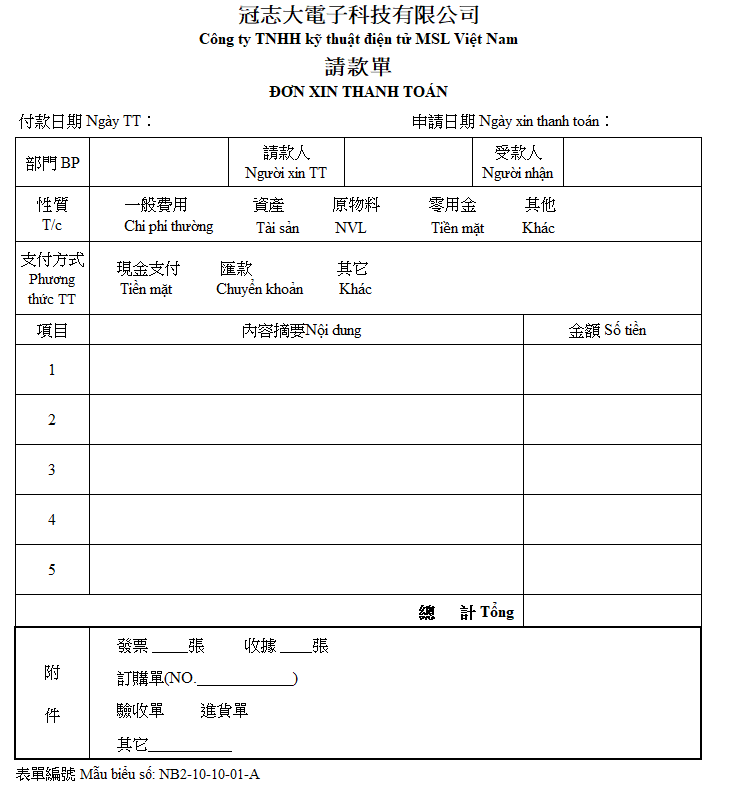 冠志大電子科技有限公司
Công ty TNHH kỹ thuật điện tử MSL Việt Nam
請款單
ĐƠN XIN THANH TOÁN
付款日期 Ngày TT： 申請日期 Ngày xin thanh toán：
部門 BP 請款人 Người xin TT 受款人 Người nhận
性質 一般費用 資產 原物料 零用金 其他
T/c Chi phí thường Tài sản NVL Tiền mặt Khác
支付方式 現金支付 匯款 其它
Phương thức TT Tiền mặt Chuyển khoản Khác
項目 內容摘要Nội dung 金額 Số tiền
1
2
3
4
5
總 計 Tổng
附件
發票 ____張 收據 ____張
訂購單(NO.____________)
驗收單 進貨單
其它__________
表單編號 Mẫu biểu số: NB2-10-10-01-A